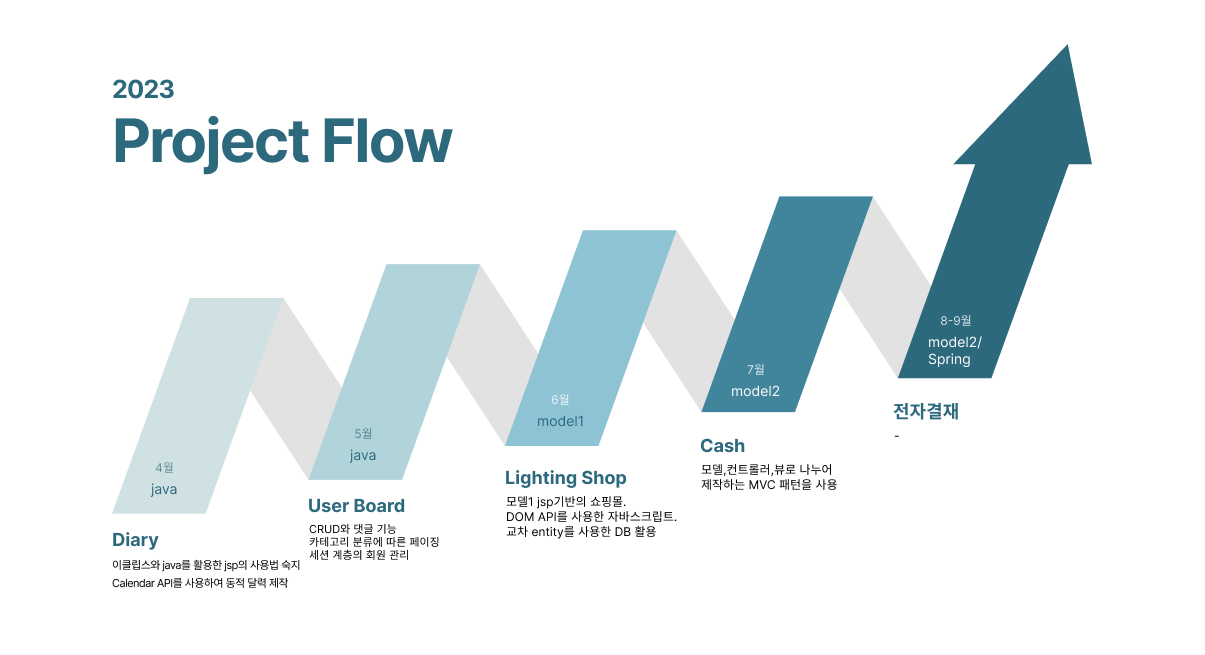 2023
Project Flow
4월
java
Diary
이클립스와 java를 활용한 jsp의 사용법 숙지
Calendar API를 사용하여 동적 달력 제작
5월
java
User Board
CRUD와 댓글 기능
카테고리 분류에 따른 페이징
세션 계층의 회원 관리
6월
model1
Lighting Shop
모델1 jsp기반의 쇼핑몰.
DOM API를 사용한 자바스크립트.
교차 entity를 사용한 DB 활용
7월
model2
Cash
모델,컨트롤러,뷰로 나누어
제작하는 MVC 패턴을 사용
8-9월
model2/
Spring
전자결재
-